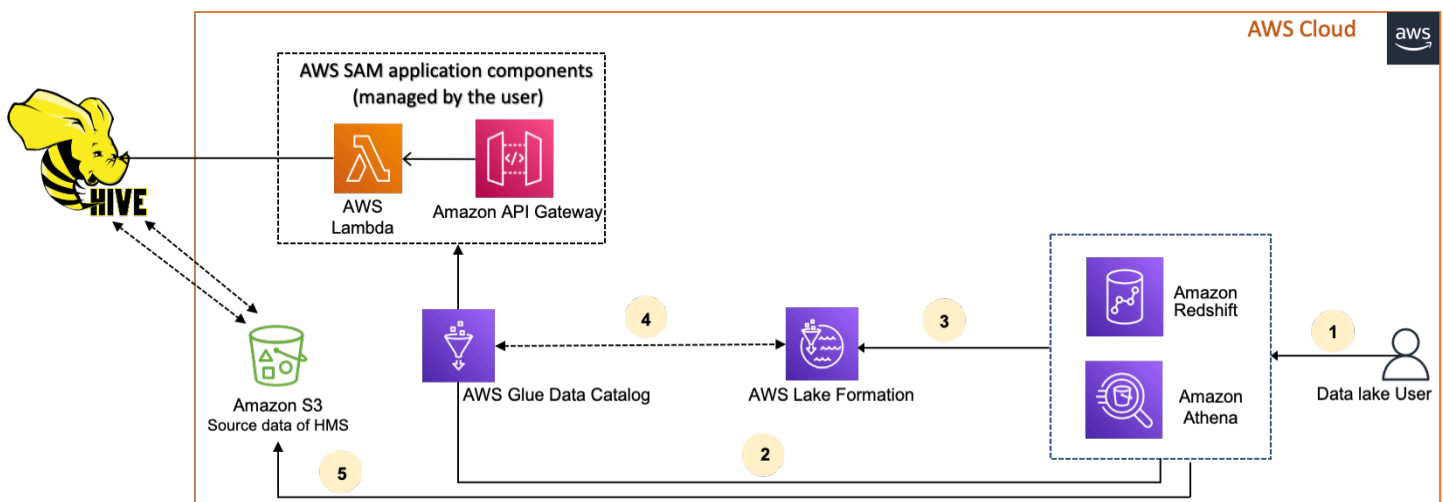 AWS Cloud
aws
AWS SAM application components
(managed by the user)
HIVE
AWS
Lambda
Amazon API Gateway
Amazon
Redshift
4
3
1
AWS Glue Data Catalog
AWS Lake Formation
Amazon
Athena
Data lake User
Amazon S3
Source data of HMS
2
5